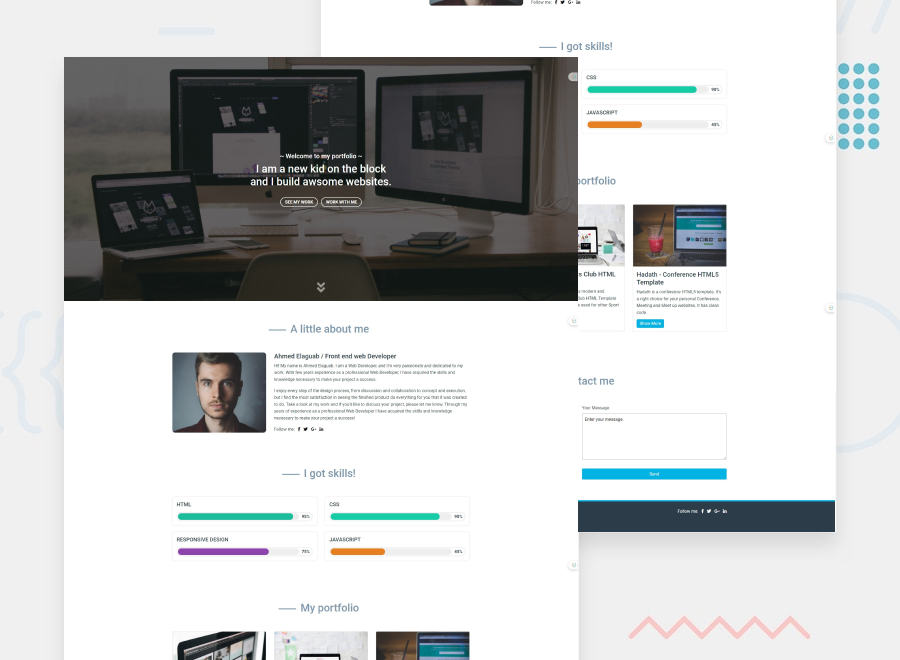 ~ Welcome to my portfolio ~
I am a new kid on the block
and I build awsome websites.
SEE MY WORK
WORK WITH ME
A little about me
Ahmed Elaguab / Front end web Developer
Hi! My name is Ahmed Elaguab. I am a Web Developer, and I'm very passionate and dedicated to my
work. With few years experience as a professional Web Developer, I have acquired the skills and
knowledge necessary to make your project a success.
I enjoy every step of the design process, from discussion and collaboration to concept and execution,
but I find the most satisfaction in seeing the finished product do everything for you that it was created
to do. Take a look at my work and if you'd like to discuss your project, please let me know. Through my
years of experience as a professional Web Developer I have acquired the skills and knowledge
necessary to make your project a success!
Follow me:
I got skills!
HTML
95%
CSS
90%
RESPONSIVE DESIGN
75%
JAVASCRIPT
45%
My portfolio
Follow me:
I got skills!
CSS
90%
JAVASCRIPT
45%
portfolio
s Club HTML
s modern and
lub HTML Template
used for other Sport
Hadath - Conference HTML5
Template
Hadath is a conference HTML5 template. It's
a right choice for your personal Conference,
Meeting and Meet up websites. It has clean
code.
Show More
tact me
Your Message
Enter your message.
Send
Follow me: